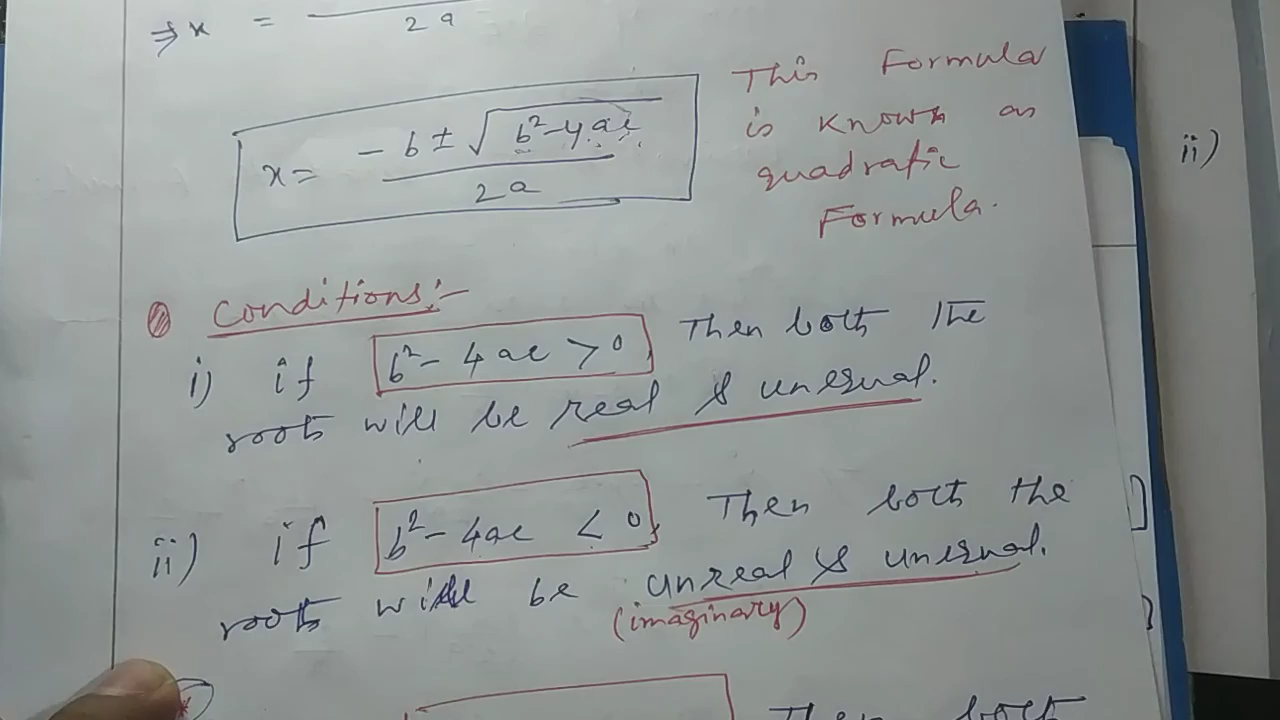 ⇒ x = 
2a
x = -b ± √b²-4ac
2a
This Formula
is known as
quadratic
Formula.
Conditions:-
i) if b² - 4ac > 0, Then both the
roots will be real & unequal.
ii) if b² - 4ac < 0, Then both the
roots will be unreal & unequal.
(imaginary)
Then both
ii)